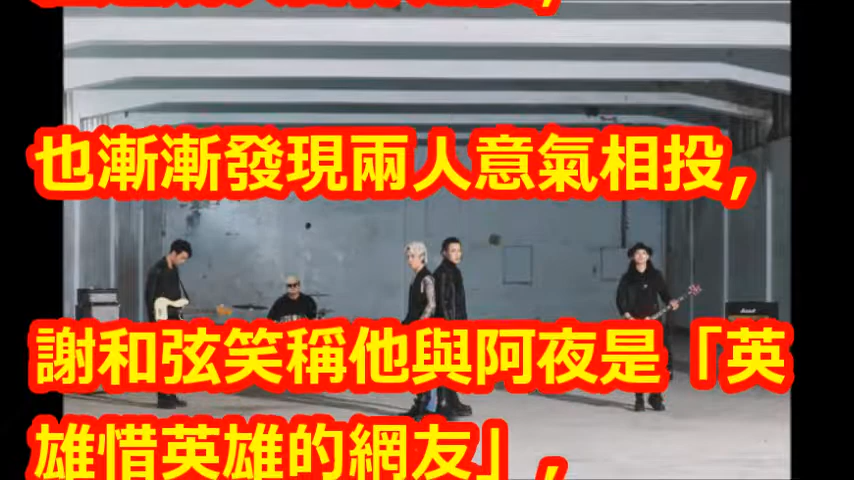 也漸漸發現兩人意氣相投，
謝和弦笑稱他與阿夜是「英
雄惜英雄的網友」，